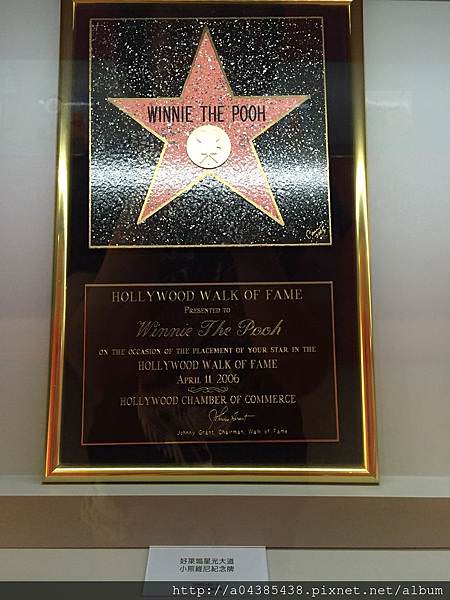 WINNIE THE POOH
HOLLYWOOD WALK OF FAME
PRESENTED TO
Winnie The Pooh
ON THE OCCASION OF THE PLACEMENT OF YOUR STAR IN THE
HOLLYWOOD WALK OF FAME
APRIL 11, 2006
HOLLYWOOD CHAMBER OF COMMERCE
Johnny Grant, Chairman, Walk of Fame
好萊塢星光大道
小熊維尼紀念牌
http://a04385438.pixnet.net/album